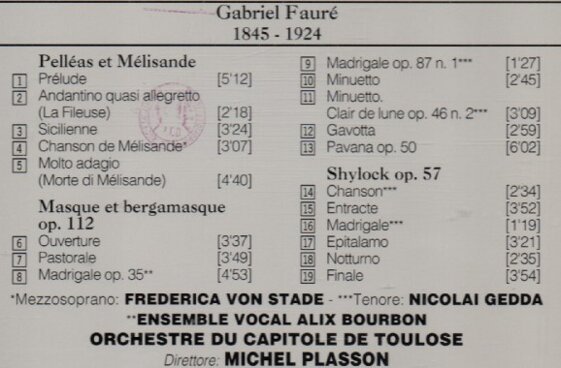 Gabriel Fauré
1845 - 1924
Pelléas et Mélisande
1 Prélude [5'12]
2 Andantino quasi allegretto
(La Fileuse) [2'18]
3 Sicilienne [3'24]
4 Chanson de Mélisande* [3'07]
5 Molto adagio
(Morte di Mélisande) [4'40]
Masque et bergamasque
op. 112
6 Ouverture [3'37]
7 Pastorale [3'49]
8 Madrigale op. 35** [4'53]
9 Madrigale op. 87 n. 1*** [1'27]
10 Minuetto [2'45]
11 Minuetto.
Clair de lune op. 46 n. 2*** [3'09]
12 Gavotta [2'59]
13 Pavana op. 50 [6'02]
Shylock op. 57
14 Chanson*** [2'34]
15 Entracte [3'52]
16 Madrigale*** [1'19]
17 Epitalamo [3'21]
18 Notturno [2'35]
19 Finale [3'54]
*Mezzosoprano: FREDERICA VON STADE - ***Tenore: NICOLAI GEDDA
**ENSEMBLE VOCAL ALIX BOURBON
ORCHESTRE DU CAPITOLE DE TOULOSE
Direttore: MICHEL PLASSON